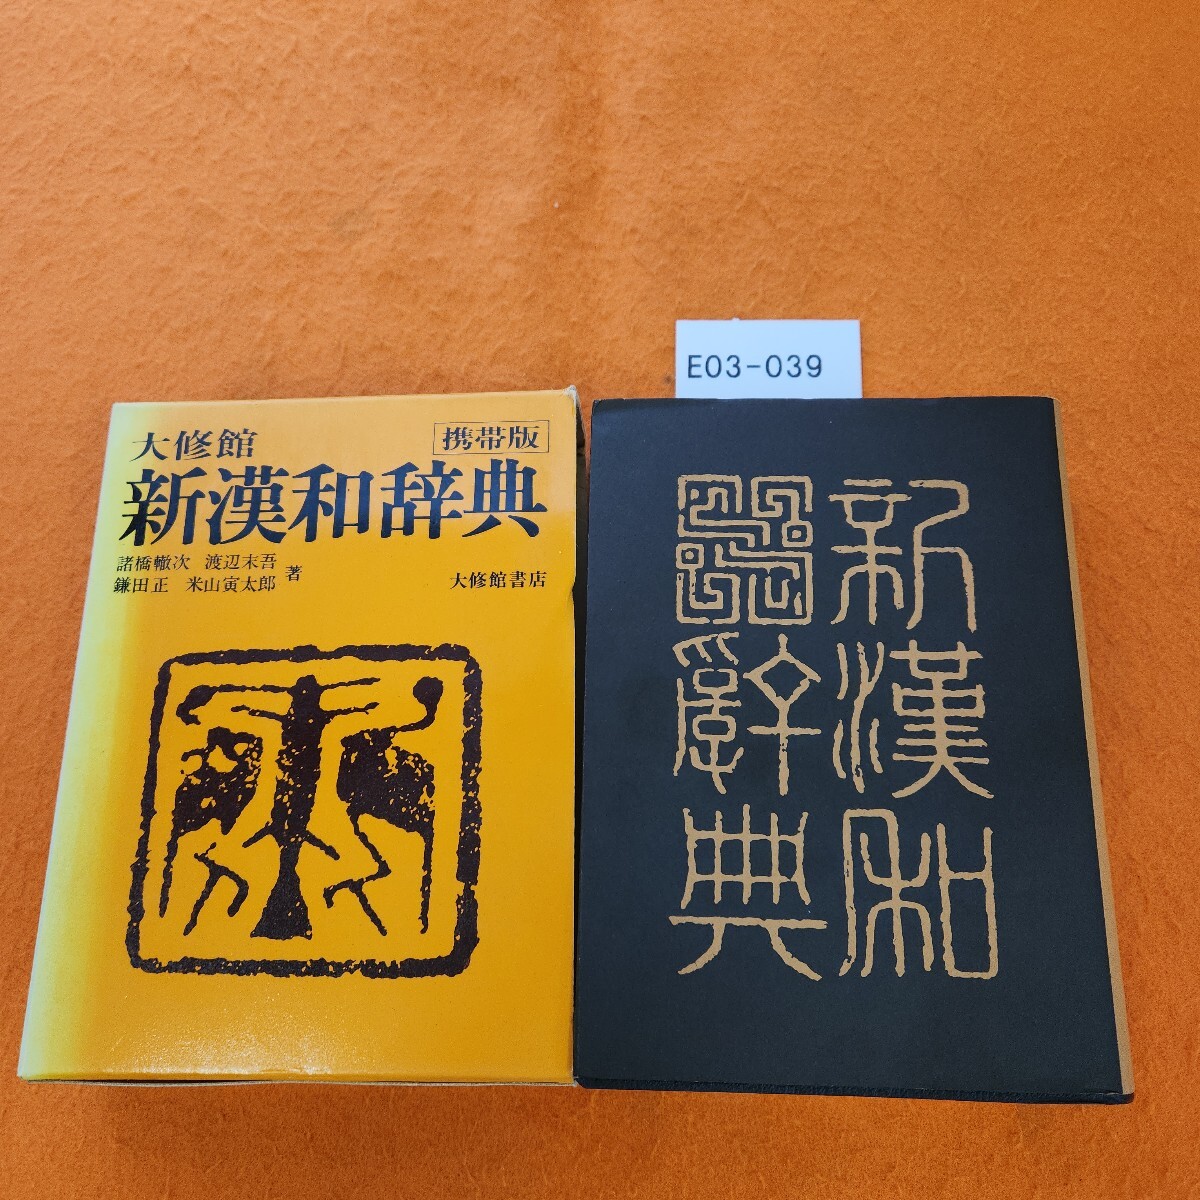 E03-039
大修館
携帯版
新漢和辞典
諸橋轍次 渡辺末吾
鎌田正 米山寅太郎
著
大修館書店
新漢和
辭典